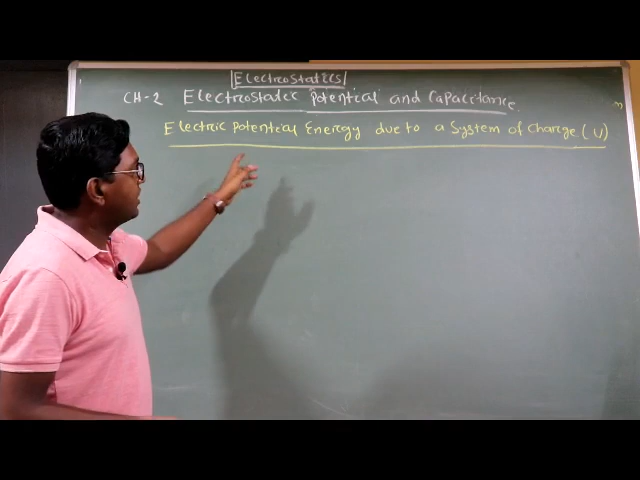 Electrostatics
CH-2 Electrostatic Potential and Capacitance.
Electric Potential Energy due to a System of Charge (U)